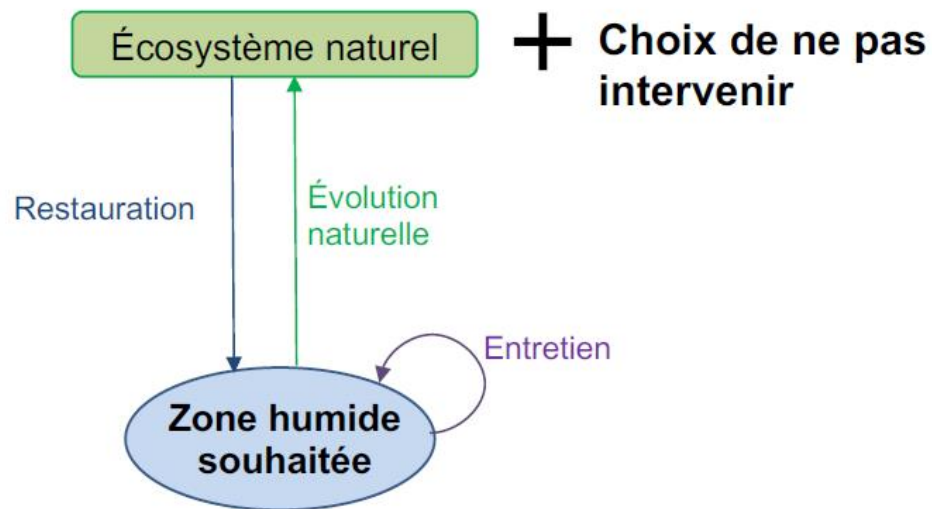 Écosystème naturel
+ Choix de ne pas
intervenir
Restauration
Évolution
naturelle
Entretien
Zone humide
souhaitée